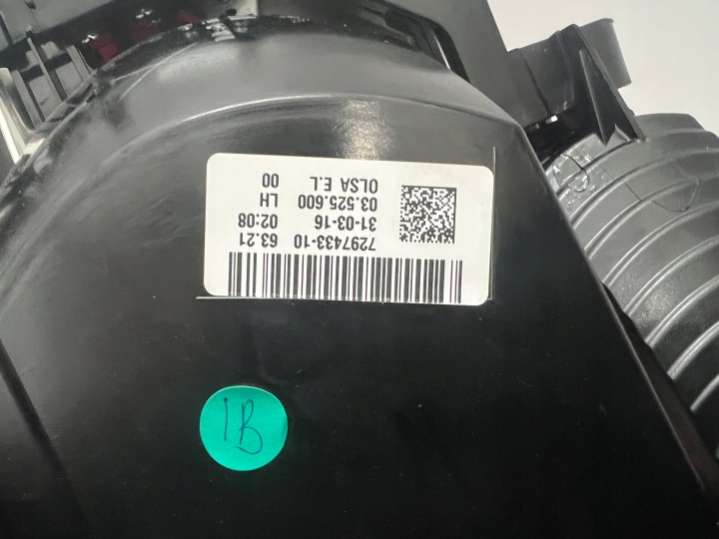 7297433-10 63.21
31-03-16 02:08
03.525.600 LH
OLSA E.L 00
1B